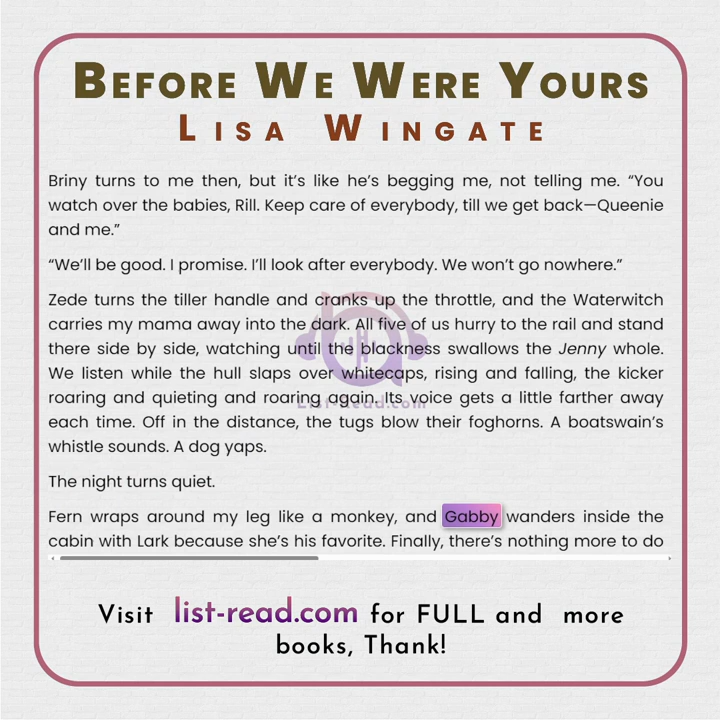 BEFORE WE WERE YOURS
LISA WINGATE
Briny turns to me then, but it’s like he’s begging me, not telling me. “You
watch over the babies, Rill. Keep care of everybody, till we get back—Queenie
and me.”
“We’ll be good. I promise. I’ll look after everybody. We won’t go nowhere.”
Zede turns the tiller handle and cranks up the throttle, and the Waterwitch
carries my mama away into the dark. All five of us hurry to the rail and stand
there side by side, watching until the blackness swallows the Jenny whole.
We listen while the hull slaps over whitecaps, rising and falling, the kicker
roaring and quieting and roaring again. Its voice gets a little farther away
List-Read.com
each time. Off in the distance, the tugs blow their foghorns. A boatswain’s
whistle sounds. A dog yaps.
The night turns quiet.
Fern wraps around my leg like a monkey, and Gabby wanders inside the
cabin with Lark because she’s his favorite. Finally, there’s nothing more to do
Visit list-read.com for FULL and more
books, Thank!